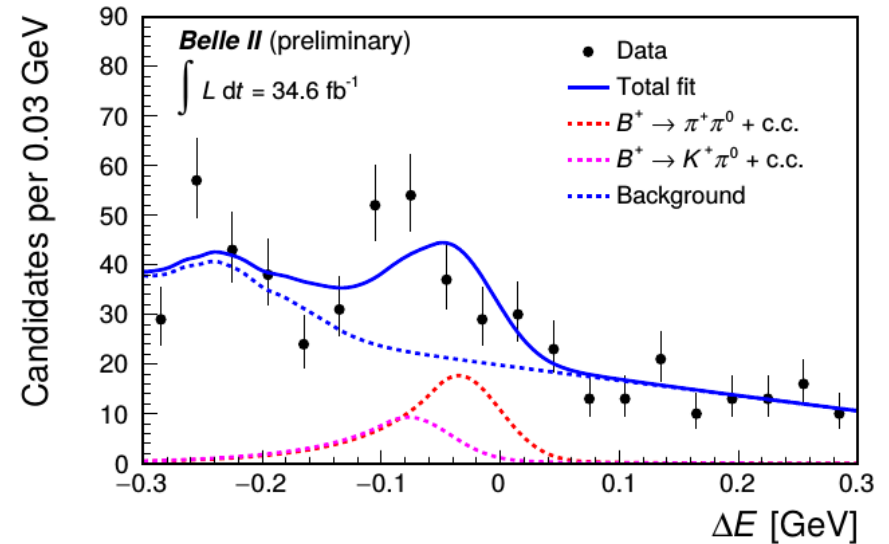 Candidates per 0.03 GeV
90
80
70
60
50
40
30
20
10
0
Belle II (preliminary)
∫ L dt = 34.6 fb⁻¹
Data
Total fit
B⁺ → π⁺π⁰ + c.c.
B⁺ → K⁺π⁰ + c.c.
Background
−0.3 −0.2 −0.1 0 0.1 0.2 0.3
ΔE [GeV]